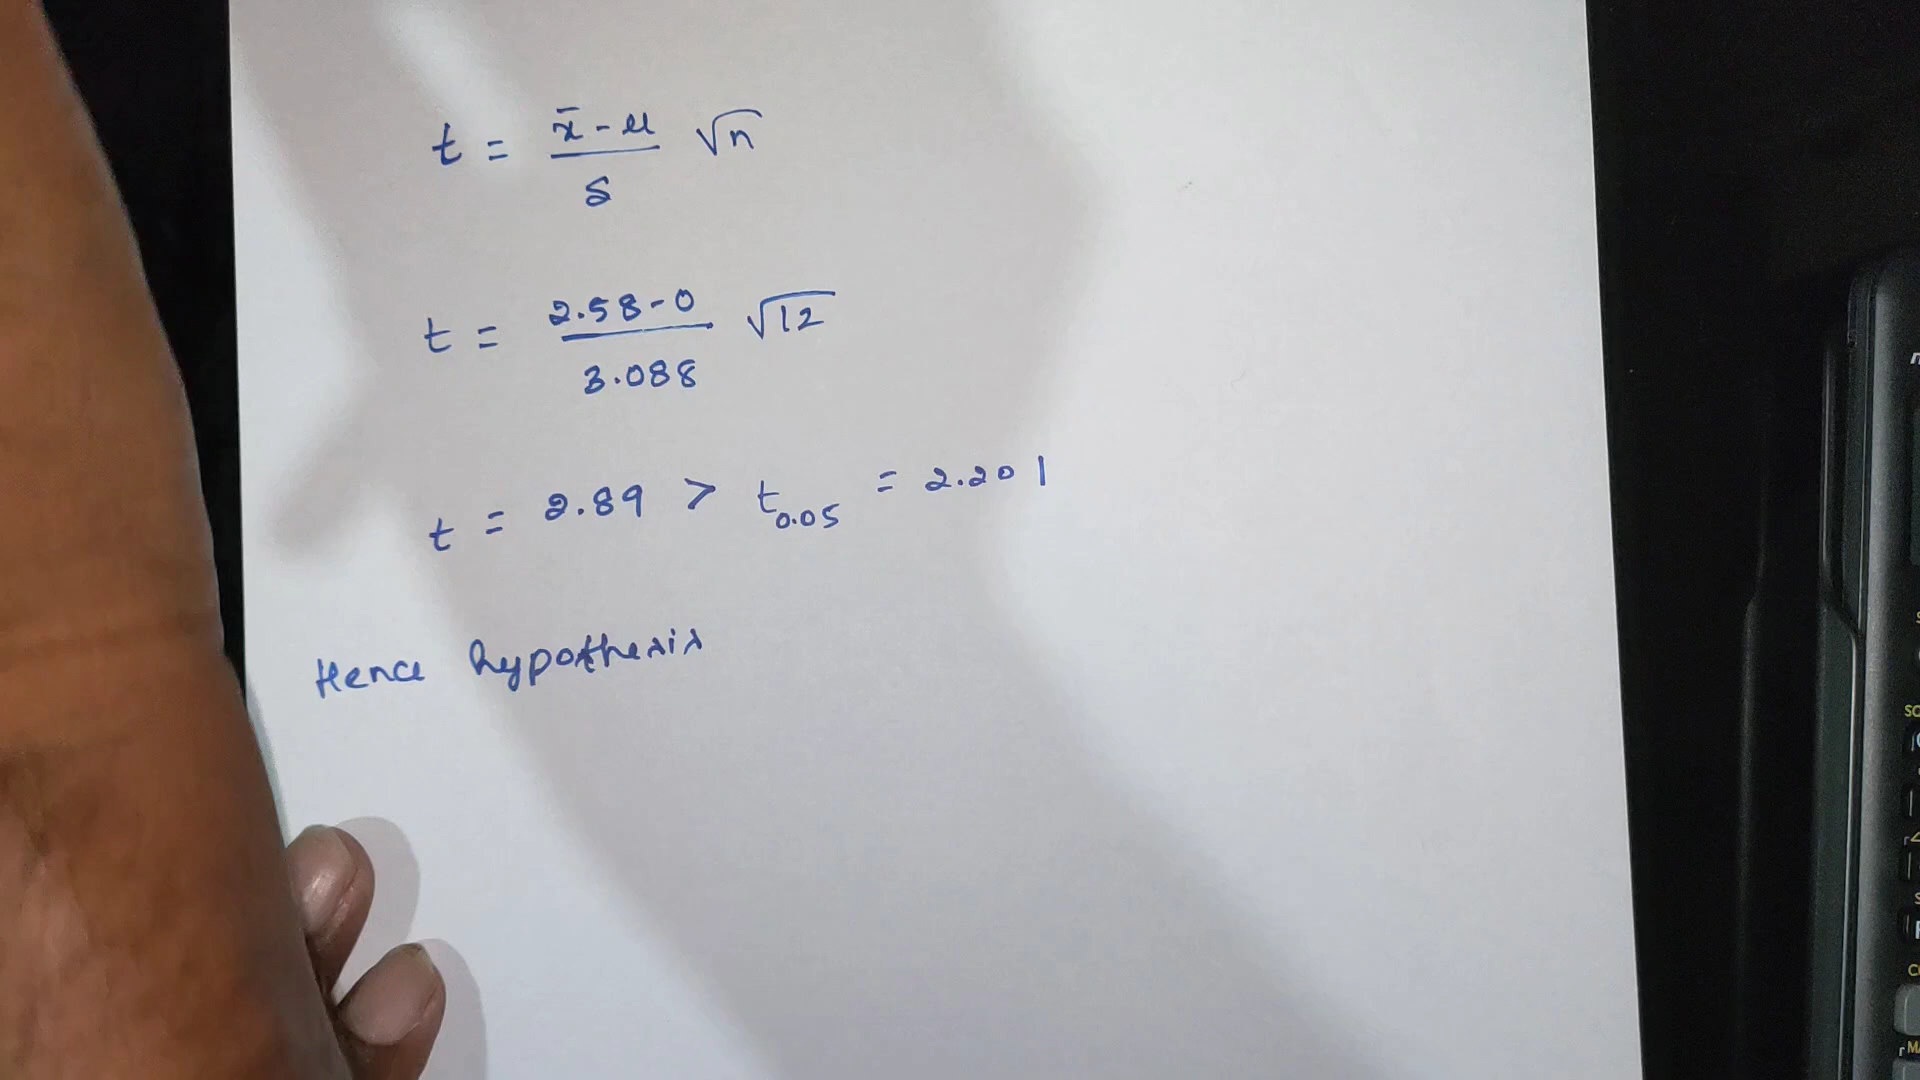 t = x̄ - μ / s √n
t = 2.58-0 / 3.088 √12
t = 2.89 > t0.05 = 2.201
Hence hypothesis